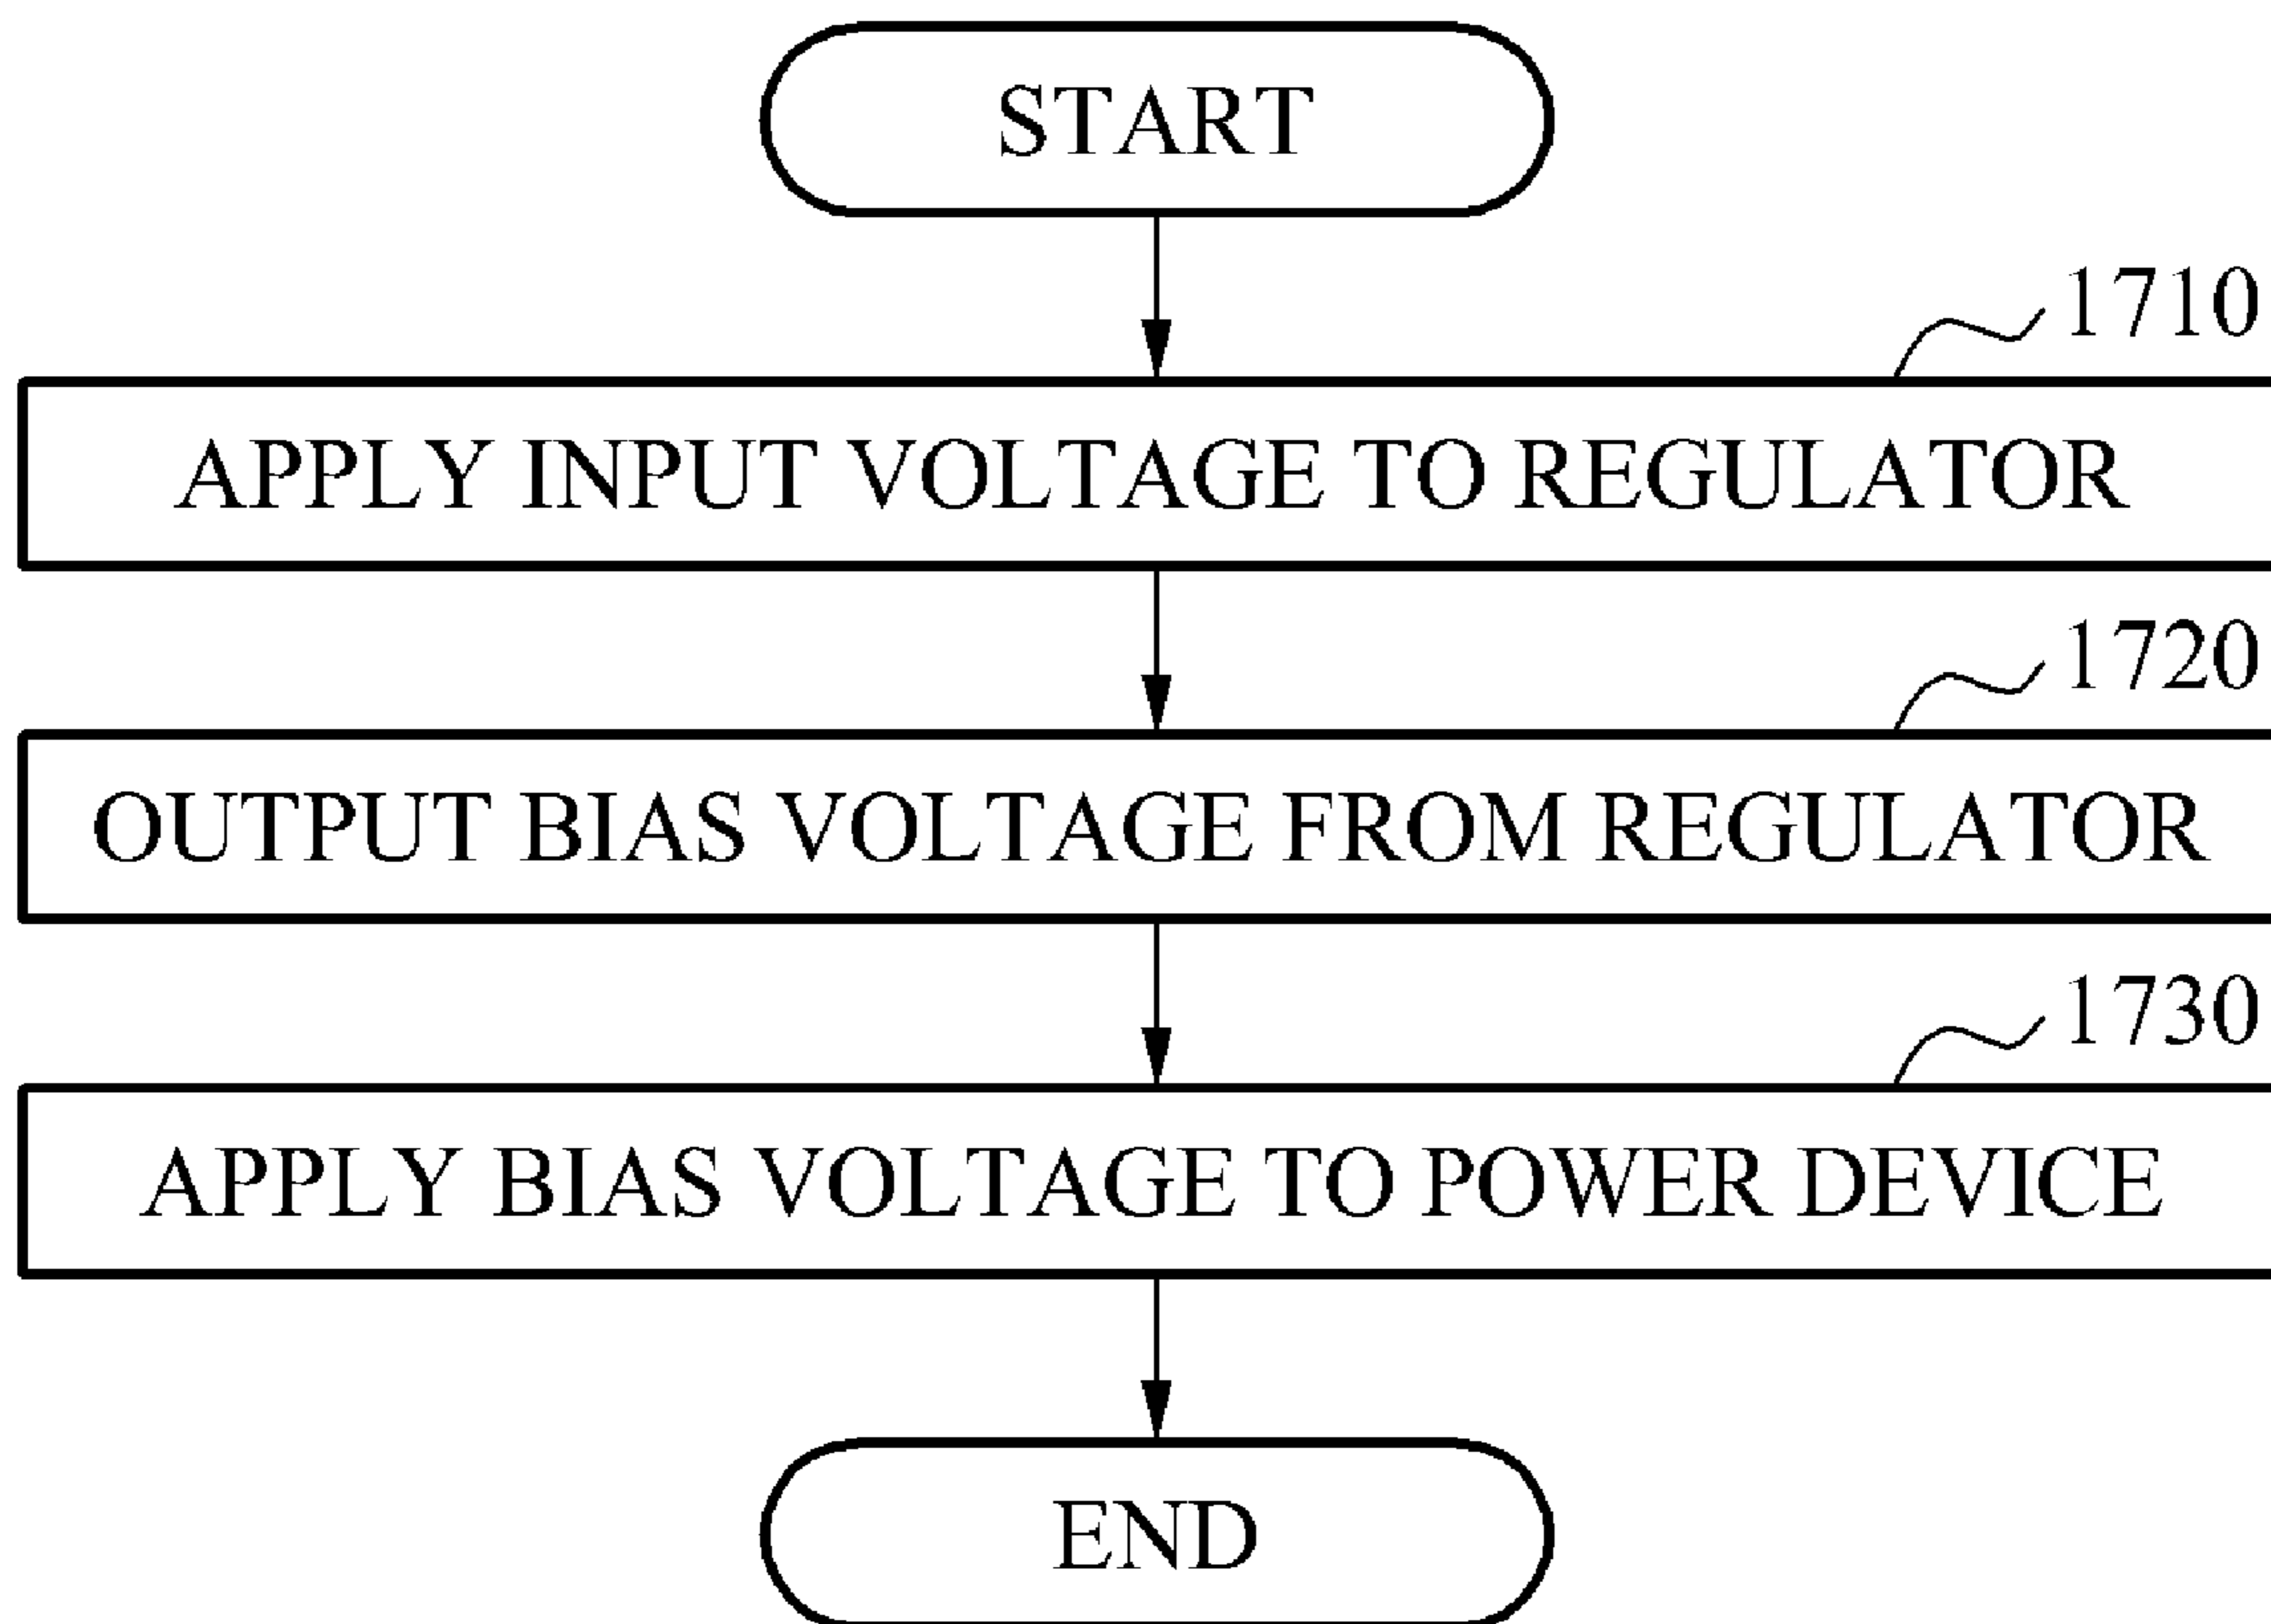 START
1710
APPLY INPUT VOLTAGE TO REGULATOR
1720
OUTPUT BIAS VOLTAGE FROM REGULATOR
1730
APPLY BIAS VOLTAGE TO POWER DEVICE
END